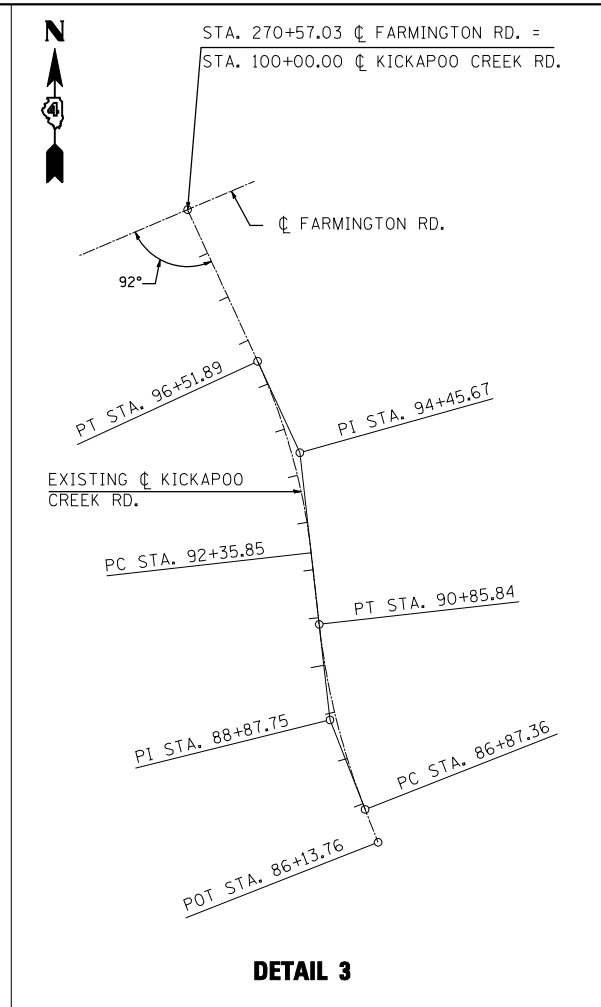 N
4
STA. 270+57.03 ℄ FARMINGTON RD. =
STA. 100+00.00 ℄ KICKAPOO CREEK RD.
℄ FARMINGTON RD.
92°
PT STA. 96+51.89
PI STA. 94+45.67
EXISTING ℄ KICKAPOO
CREEK RD.
PC STA. 92+35.85
PT STA. 90+85.84
PI STA. 88+87.75
PC STA. 86+87.36
POT STA. 86+13.76
DETAIL 3